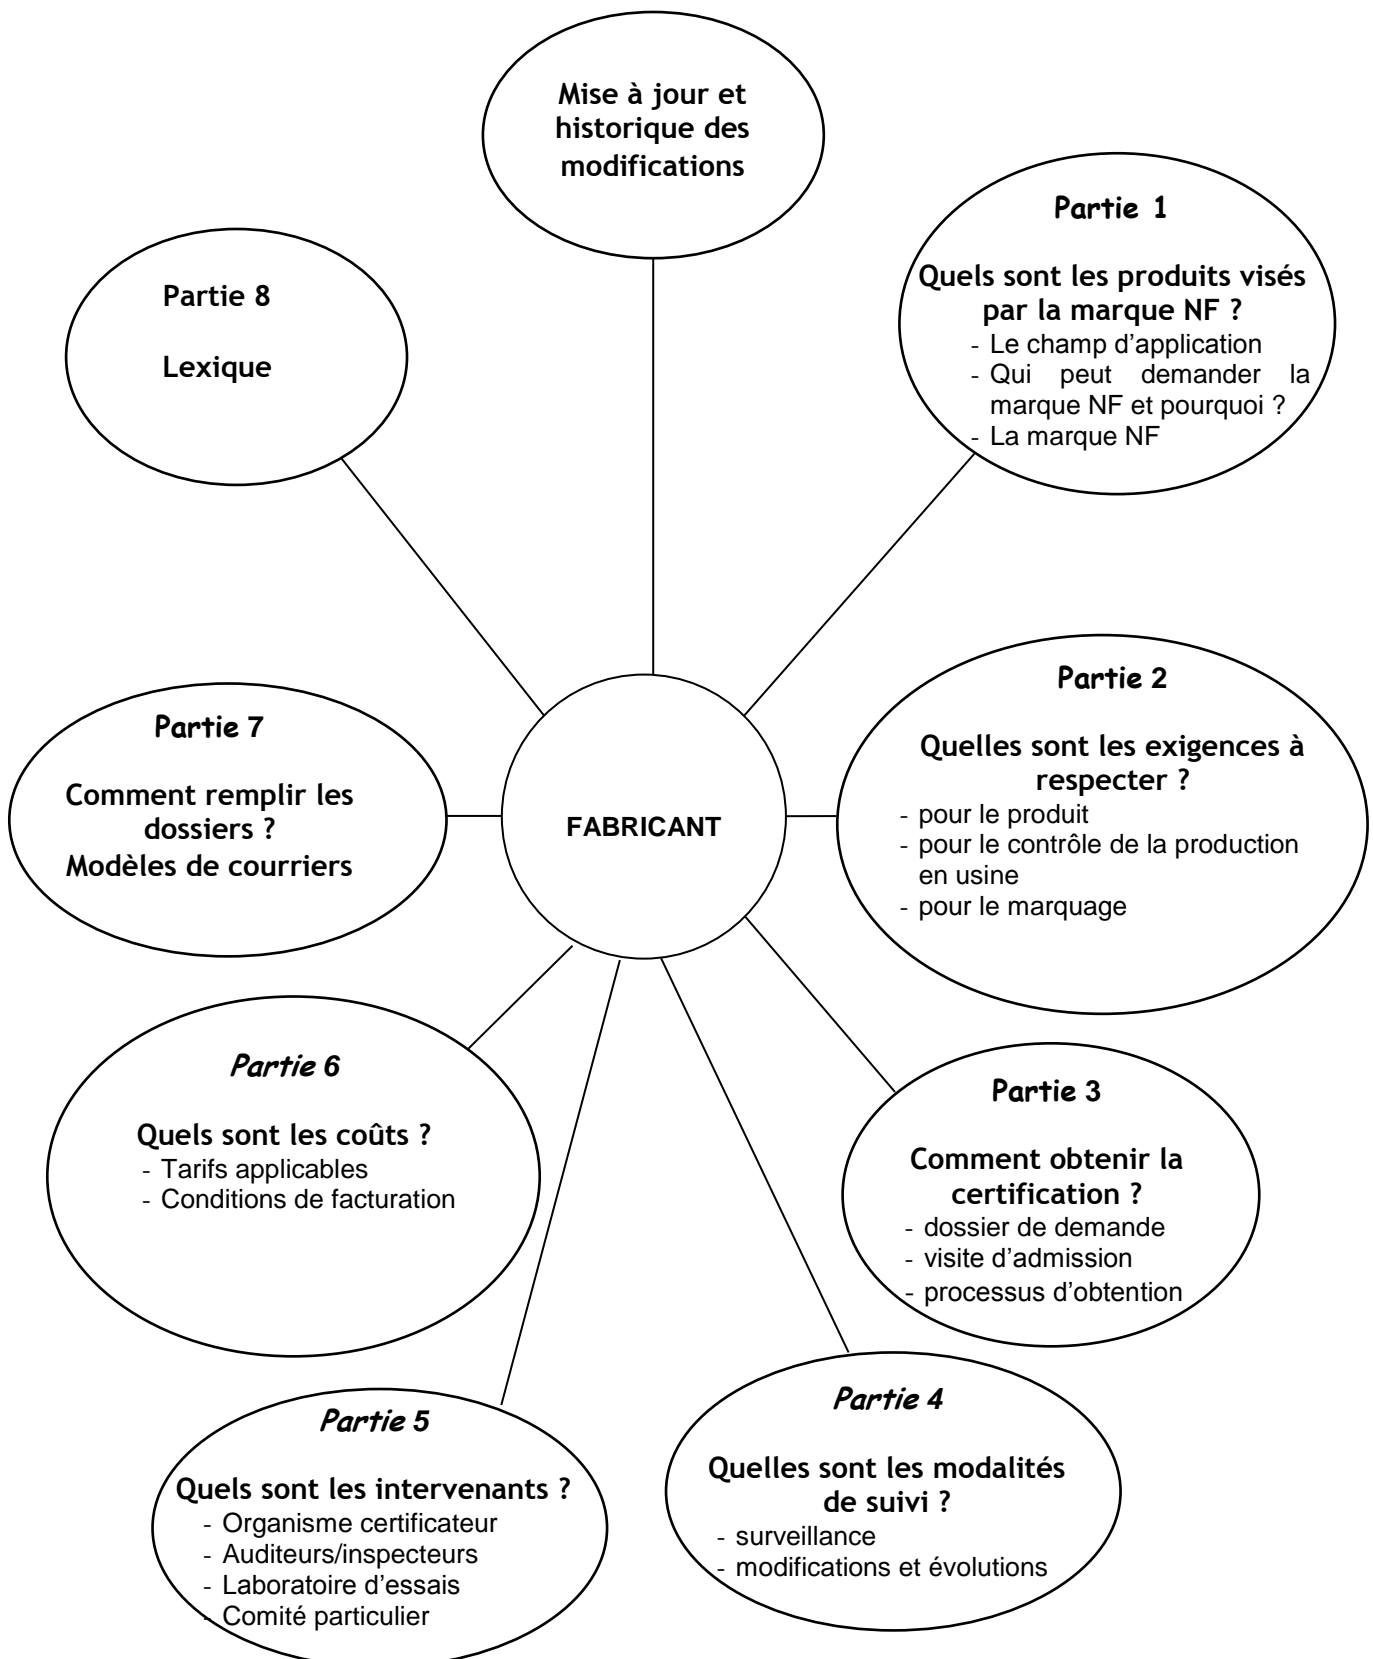 Mise à jour et
historique des
modifications
Partie 1
Quels sont les produits visés
par la marque NF ?
- Le champ d’application
- Qui peut demander la
marque NF et pourquoi ?
- La marque NF
Partie 8
Lexique
Partie 2
Quelles sont les exigences à
respecter ?
- pour le produit
- pour le contrôle de la production
en usine
- pour le marquage
Partie 7
Comment remplir les
dossiers ?
Modèles de courriers
FABRICANT
Partie 6
Quels sont les coûts ?
- Tarifs applicables
- Conditions de facturation
Partie 3
Comment obtenir la
certification ?
- dossier de demande
- visite d’admission
- processus d’obtention
Partie 5
Quels sont les intervenants ?
- Organisme certificateur
- Auditeurs/inspecteurs
- Laboratoire d’essais
- Comité particulier
Partie 4
Quelles sont les modalités
de suivi ?
- surveillance
- modifications et évolutions